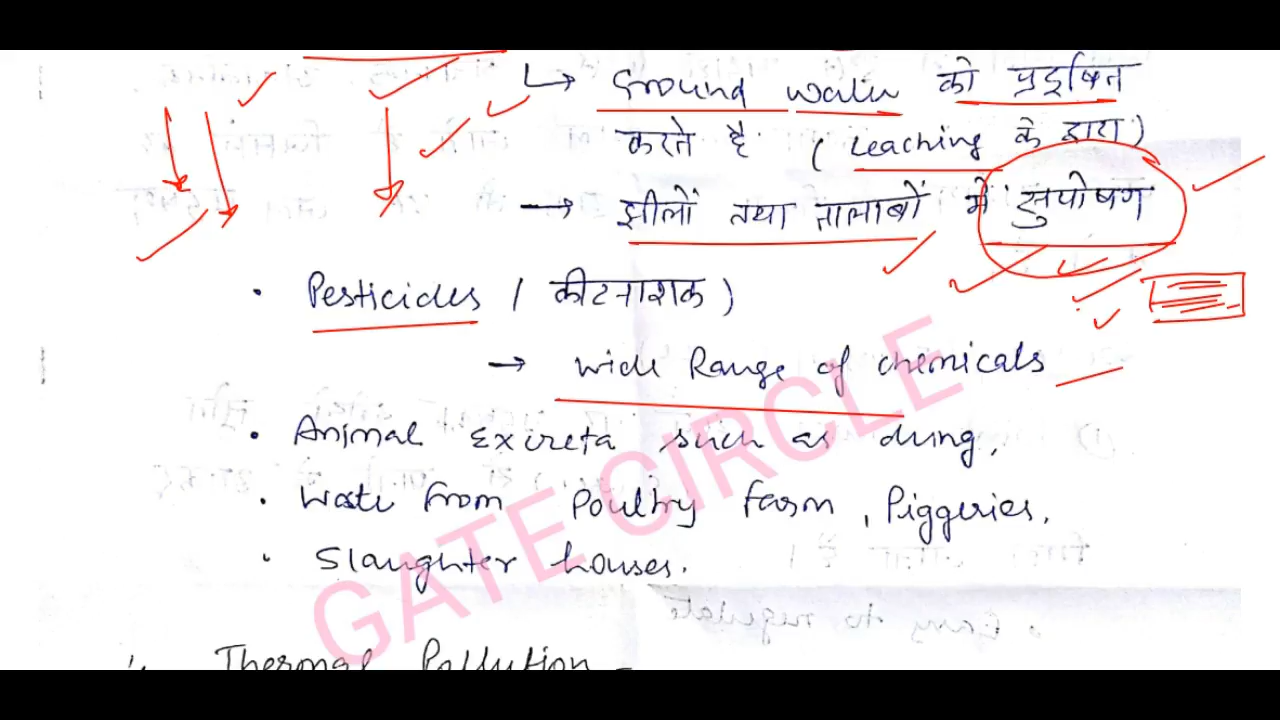 ↳ Ground water को प्रदूषित
करते है (Leaching के द्वारा)
→ झीलों तथा तालाबों में सुपोषण
• Pesticides (कीटनाशक)
→ wide Range of chemicals
• Animal Excreta such as dung,
• Waste from Poultry farm, Piggeries.
• Slaughter houses.
Thermal Pollution -
GATE CIRCLE